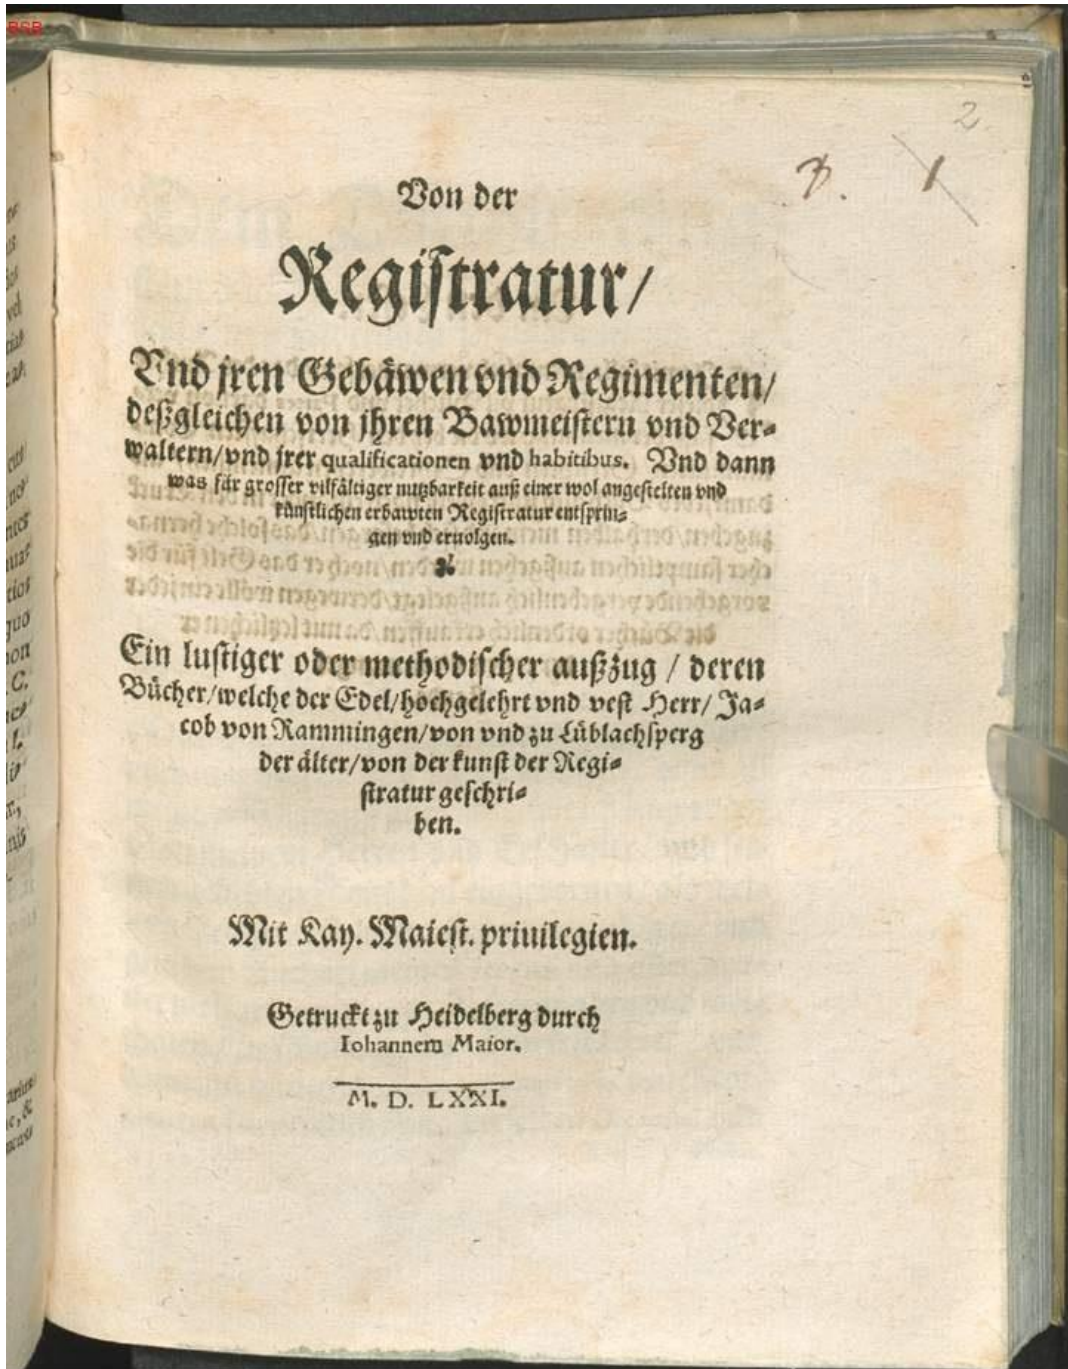 BSB
2
1
Von der
Registratur/
Vnd jren Gebäwen vnd Regimenten/
deßgleichen von jhren Bawmeistern vnd Ver-
waltern/vnd jrer qualificationen vnd habitibus. Vnd dann
was für grosser vilfältiger nutzbarkeit auß einer wol angestelten vnd
künstlichen erbawten Registratur entsprin-
gen vnd eruolgen.
Ein lustiger oder methodischer außzug / deren
Bücher/welche der Edel/hochgelehrt vnd vest Herr/ Ja-
cob von Rammingen/von vnd zu Lüblachsperg
der älter/von der kunst der Regi-
stratur geschri-
ben.
Mit Kay. Maiest. priuilegien.
Getruckt zu Heidelberg durch
Iohannem Maior.
M. D. LXXI.